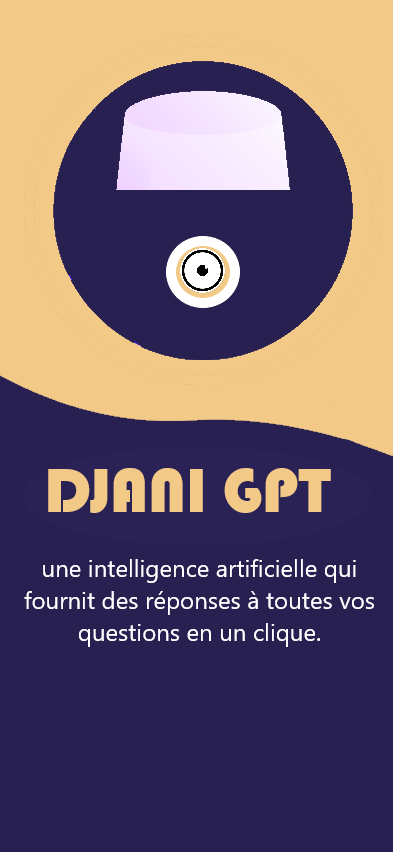 DJANI GPT
une intelligence artificielle qui
fournit des réponses à toutes vos
questions en un clique.